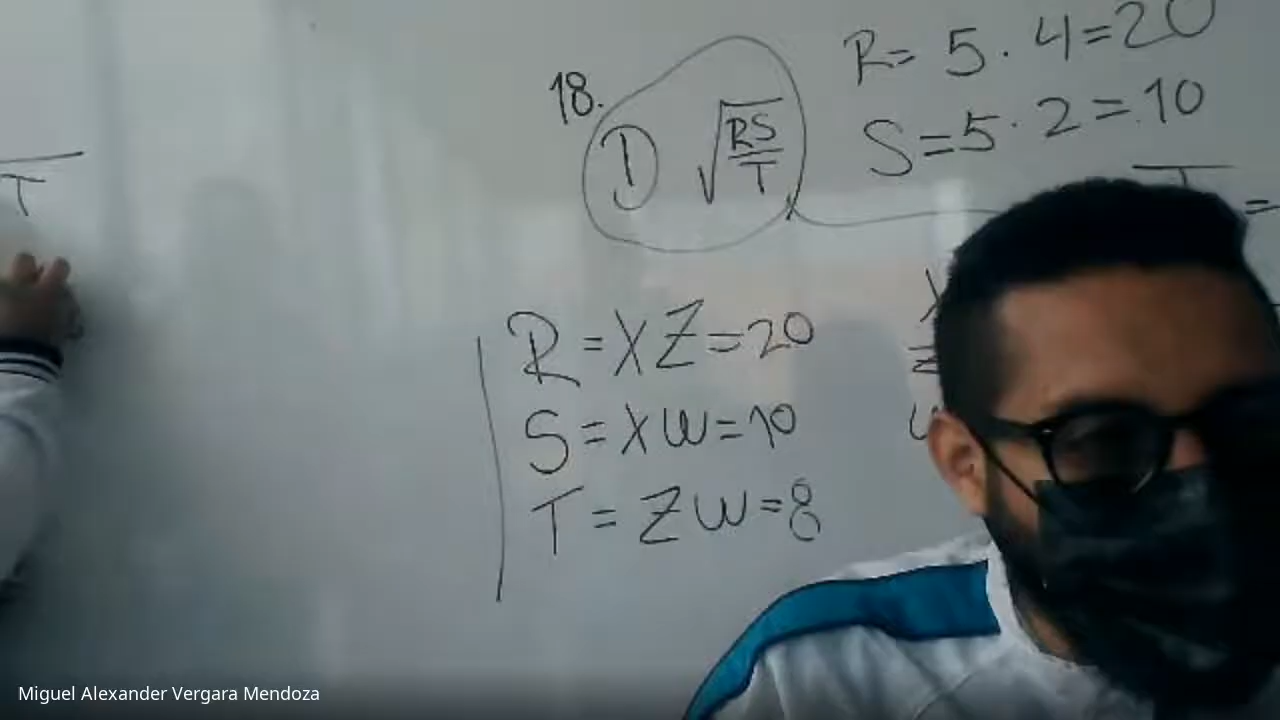 T
18.
D √(RS/T)
R= 5 . 4=20
S=5 . 2=10
T =
R=XZ=20
S=XW=10
T=ZW=8
Miguel Alexander Vergara Mendoza